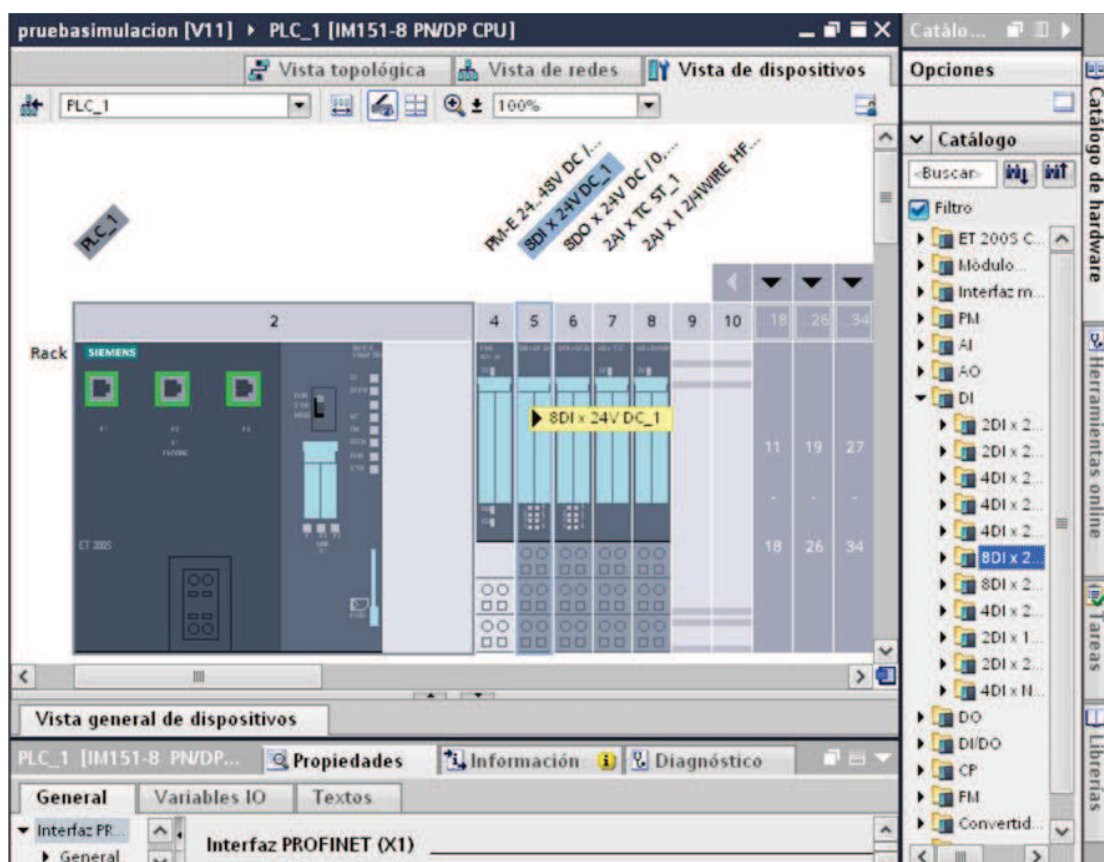 pruebasimulacion [V11] ▸ PLC_1 [IM151-8 PN/DP CPU]
Vista topológica
Vista de redes
Vista de dispositivos
PLC_1
100%
PLC_1
PM-E 24..48V DC /...
8DI x 24V DC_1
8DO x 24V DC / 0,...
2AI x TC ST_1
2AI x I 2/4WIRE HF...
2 4 5 6 7 8 9 10 ..18 ..26 ..34
Rack
SIEMENS
8DI x 24V DC_1
11 19 27
- - -
18 26 34
ET 200S
Vista general de dispositivos
PLC_1 [IM151-8 PN/DP...
Propiedades
Información
Diagnóstico
General
Variables IO
Textos
Interfaz PR...
General
Interfaz PROFINET (X1)
Catálo...
Opciones
Catálogo
<Buscar>
Filtro
ET 200S C...
Módulo...
Interfaz m...
PM
AI
AO
DI
2DI x 2...
2DI x 2...
4DI x 2...
4DI x 2...
4DI x 2...
8DI x 2...
8DI x 2...
4DI x 2...
2DI x 1...
2DI x 2...
4DI x N...
DO
DI/DO
CP
FM
Convertid...
Catálogo de hardware
Herramientas online
Tareas
Librerías